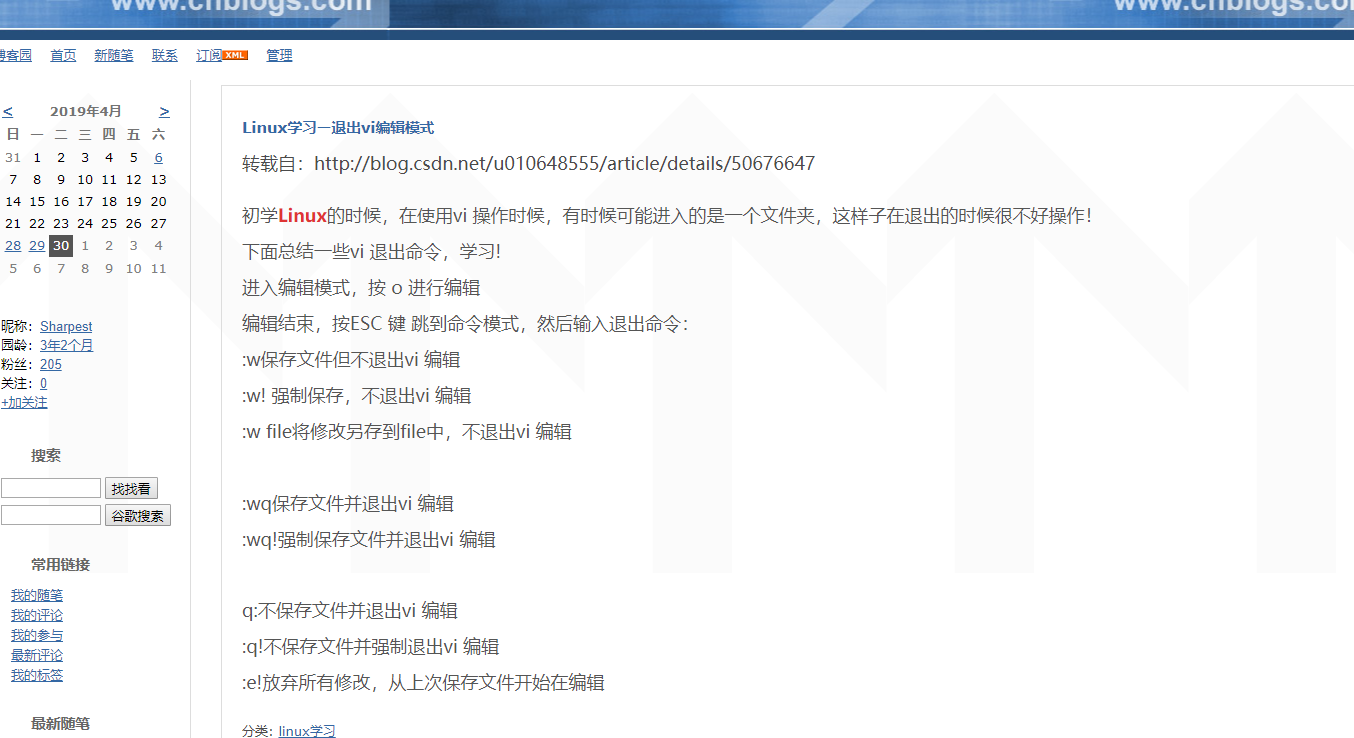 www.cnblogs.com www.cnblogs.co
博客园 首页 新随笔 联系 订阅 XML 管理
< 2019年4月 >
日 一 二 三 四 五 六
31 1 2 3 4 5 6
7 8 9 10 11 12 13
14 15 16 17 18 19 20
21 22 23 24 25 26 27
28 29 30 1 2 3 4
5 6 7 8 9 10 11
昵称：Sharpest
园龄：3年2个月
粉丝：205
关注：0
+加关注
搜索
找找看
谷歌搜索
常用链接
我的随笔
我的评论
我的参与
最新评论
我的标签
最新随笔
Linux学习—退出vi编辑模式
转载自：http://blog.csdn.net/u010648555/article/details/50676647
初学Linux的时候，在使用vi 操作时候，有时候可能进入的是一个文件夹，这样子在退出的时候很不好操作！
下面总结一些vi 退出命令，学习！
进入编辑模式，按 o 进行编辑
编辑结束，按ESC 键 跳到命令模式，然后输入退出命令：
:w保存文件但不退出vi 编辑
:w! 强制保存，不退出vi 编辑
:w file将修改另存到file中，不退出vi 编辑
:wq保存文件并退出vi 编辑
:wq!强制保存文件并退出vi 编辑
q:不保存文件并退出vi 编辑
:q!不保存文件并强制退出vi 编辑
:e!放弃所有修改，从上次保存文件开始在编辑
分类：linux学习